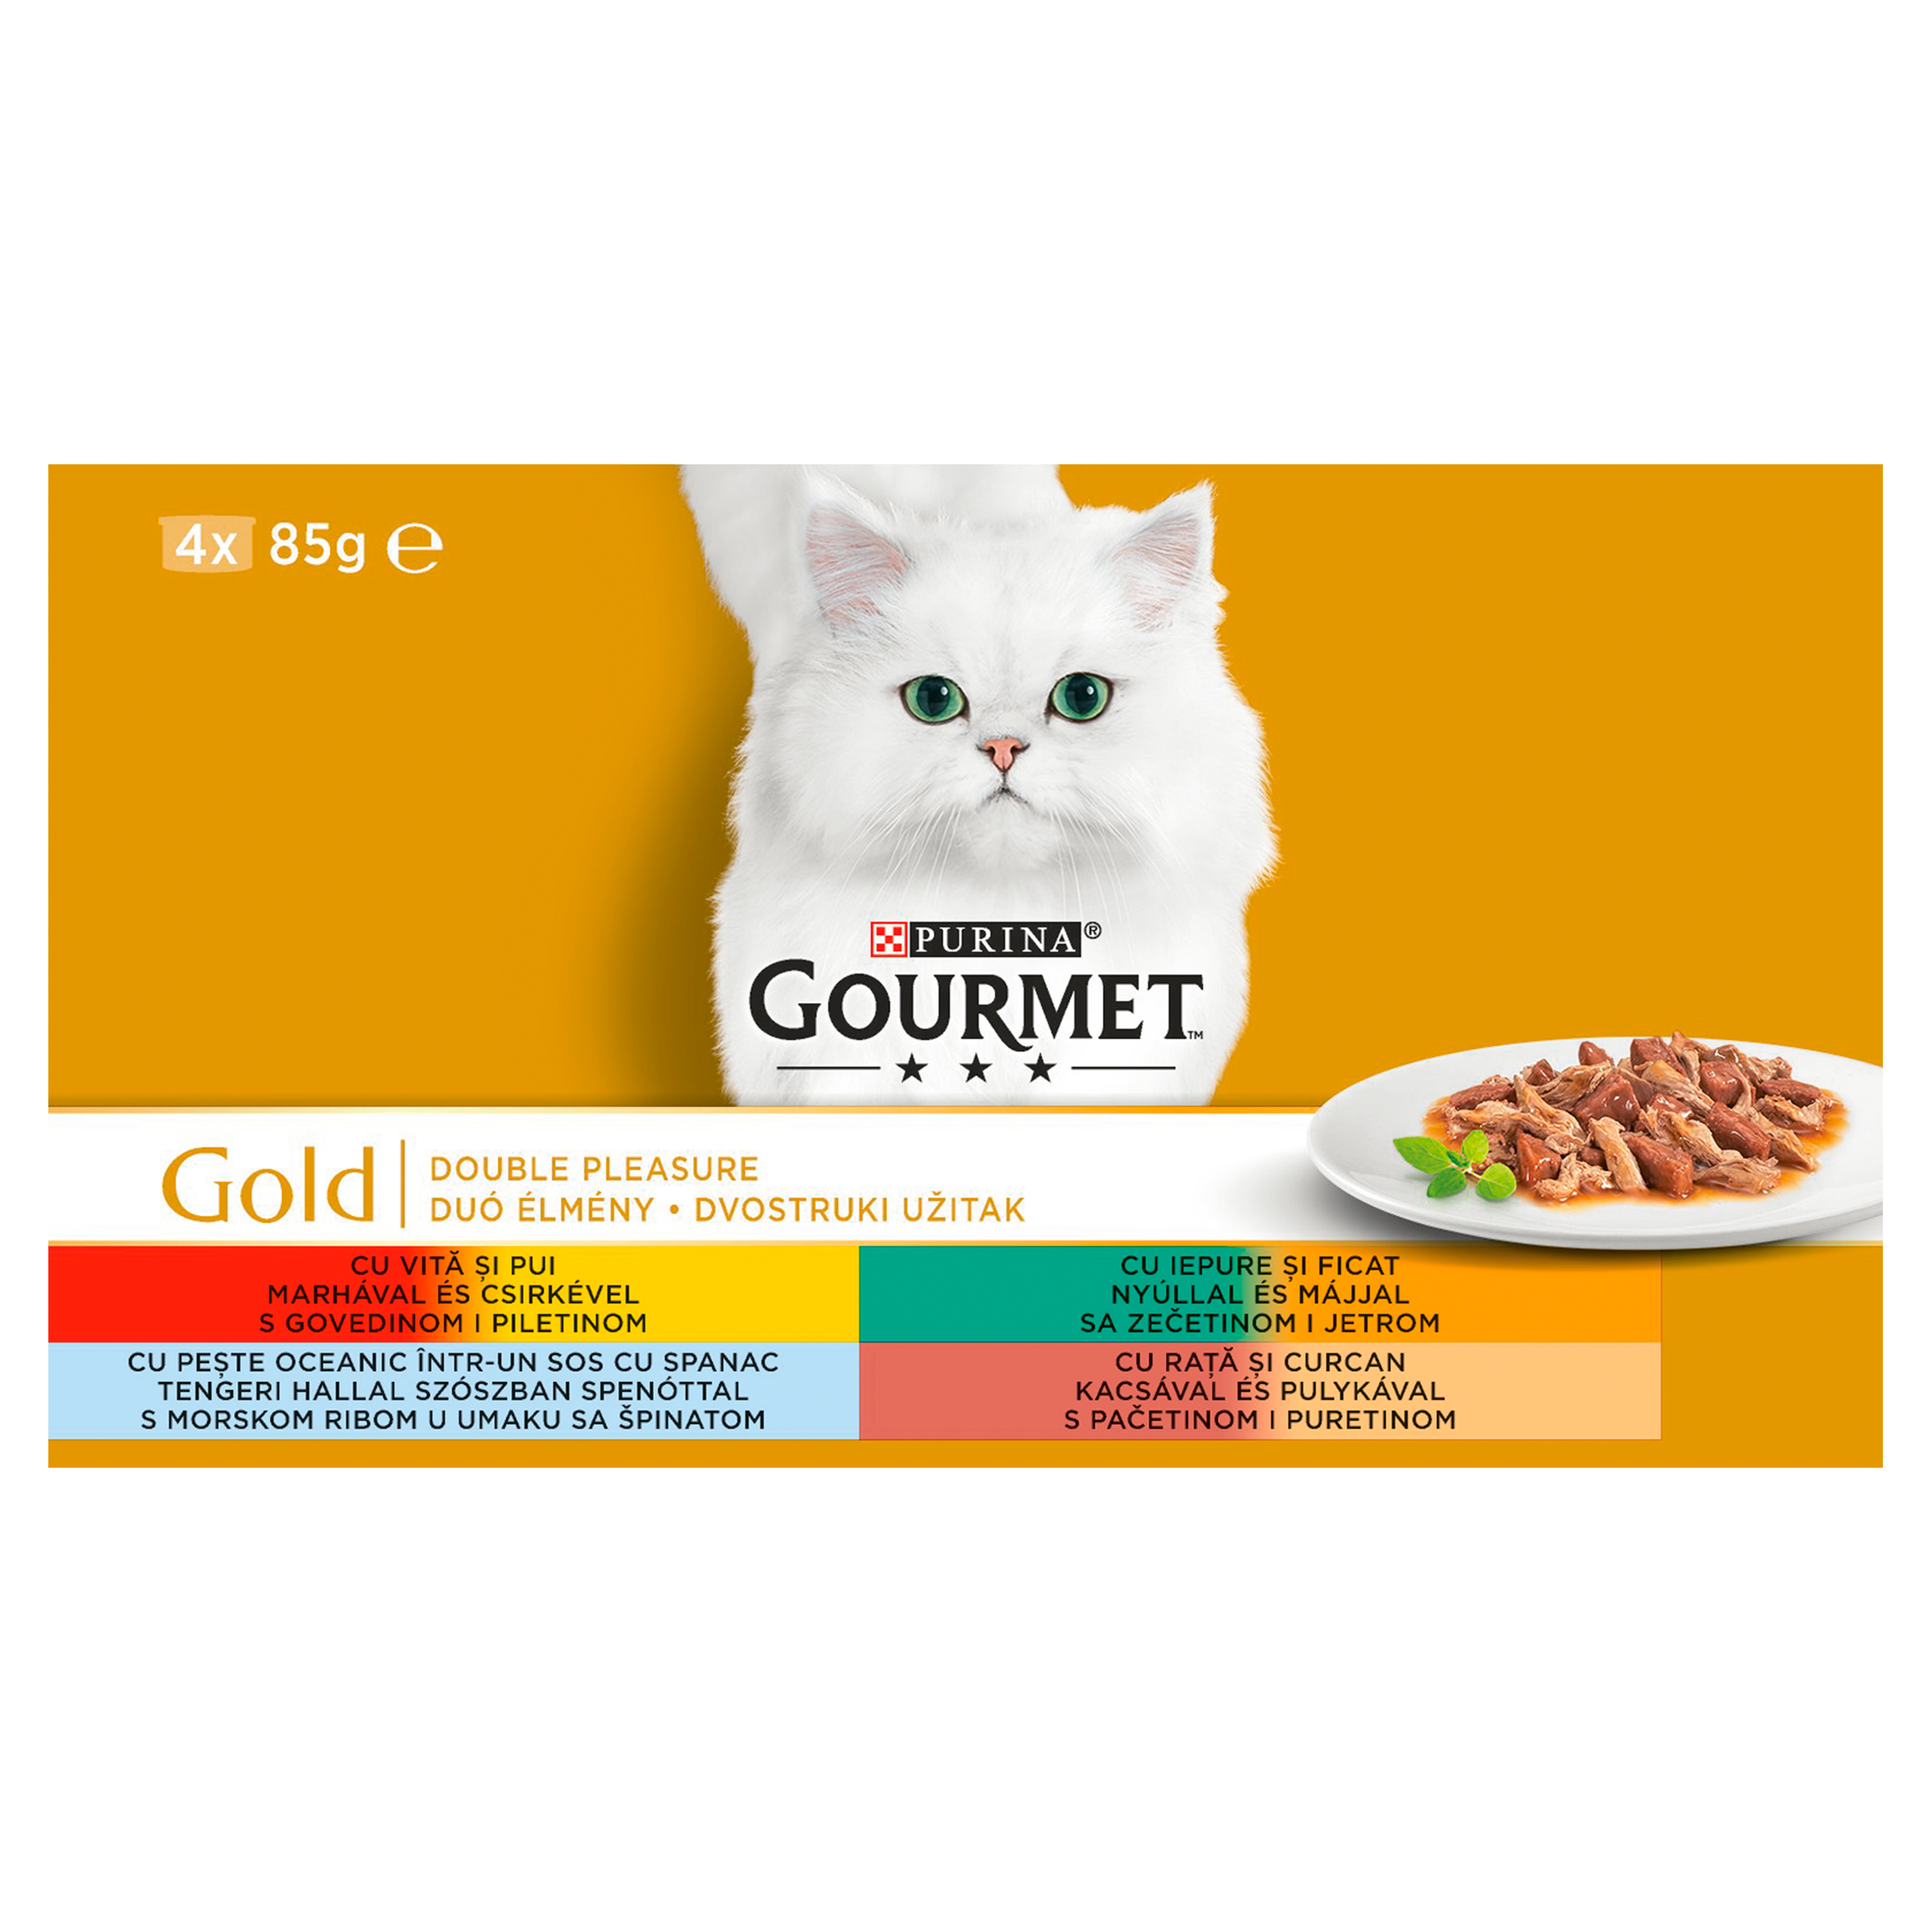 4x 85g ℮
PURINA®
GOURMET™
Gold
DOUBLE PLEASURE
DUÓ ÉLMÉNY • DVOSTRUKI UŽITAK
CU VITĂ ȘI PUI
MARHÁVAL ÉS CSIRKÉVEL
S GOVEDINOM I PILETINOM
CU IEPURE ȘI FICAT
NYÚLLAL ÉS MÁJJAL
SA ZEČETINOM I JETROM
CU PEȘTE OCEANIC ÎNTR-UN SOS CU SPANAC
TENGERI HALLAL SZÓSZBAN SPENÓTTAL
S MORSKOM RIBOM U UMAKU SA ŠPINATOM
CU RAȚĂ ȘI CURCAN
KACSÁVAL ÉS PULYKÁVAL
S PAČETINOM I PURETINOM